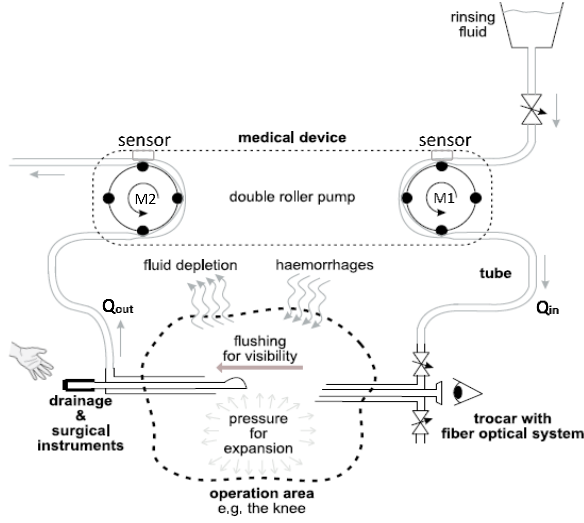 rinsing
fluid
sensor
medical device
sensor
M2
double roller pump
M1
fluid depletion
haemorrhages
tube
Qout
Qin
flushing
for visibility
drainage
&
surgical
instruments
pressure
for
expansion
trocar with
fiber optical system
operation area
e,g, the knee